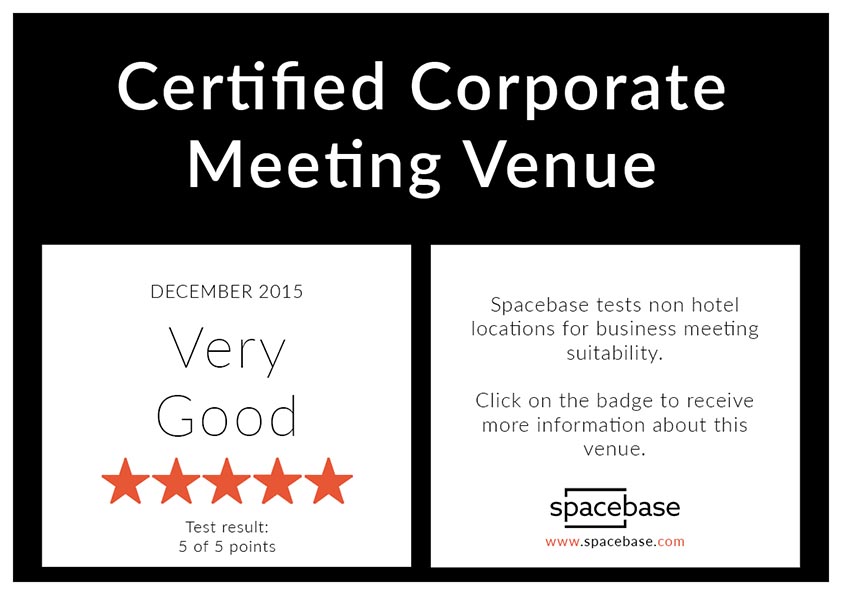 Certified Corporate
Meeting Venue
DECEMBER 2015
Very
Good
Test result:
5 of 5 points
Spacebase tests non hotel
locations for business meeting
suitability.
Click on the badge to receive
more information about this
venue.
spacebase
www.spacebase.com